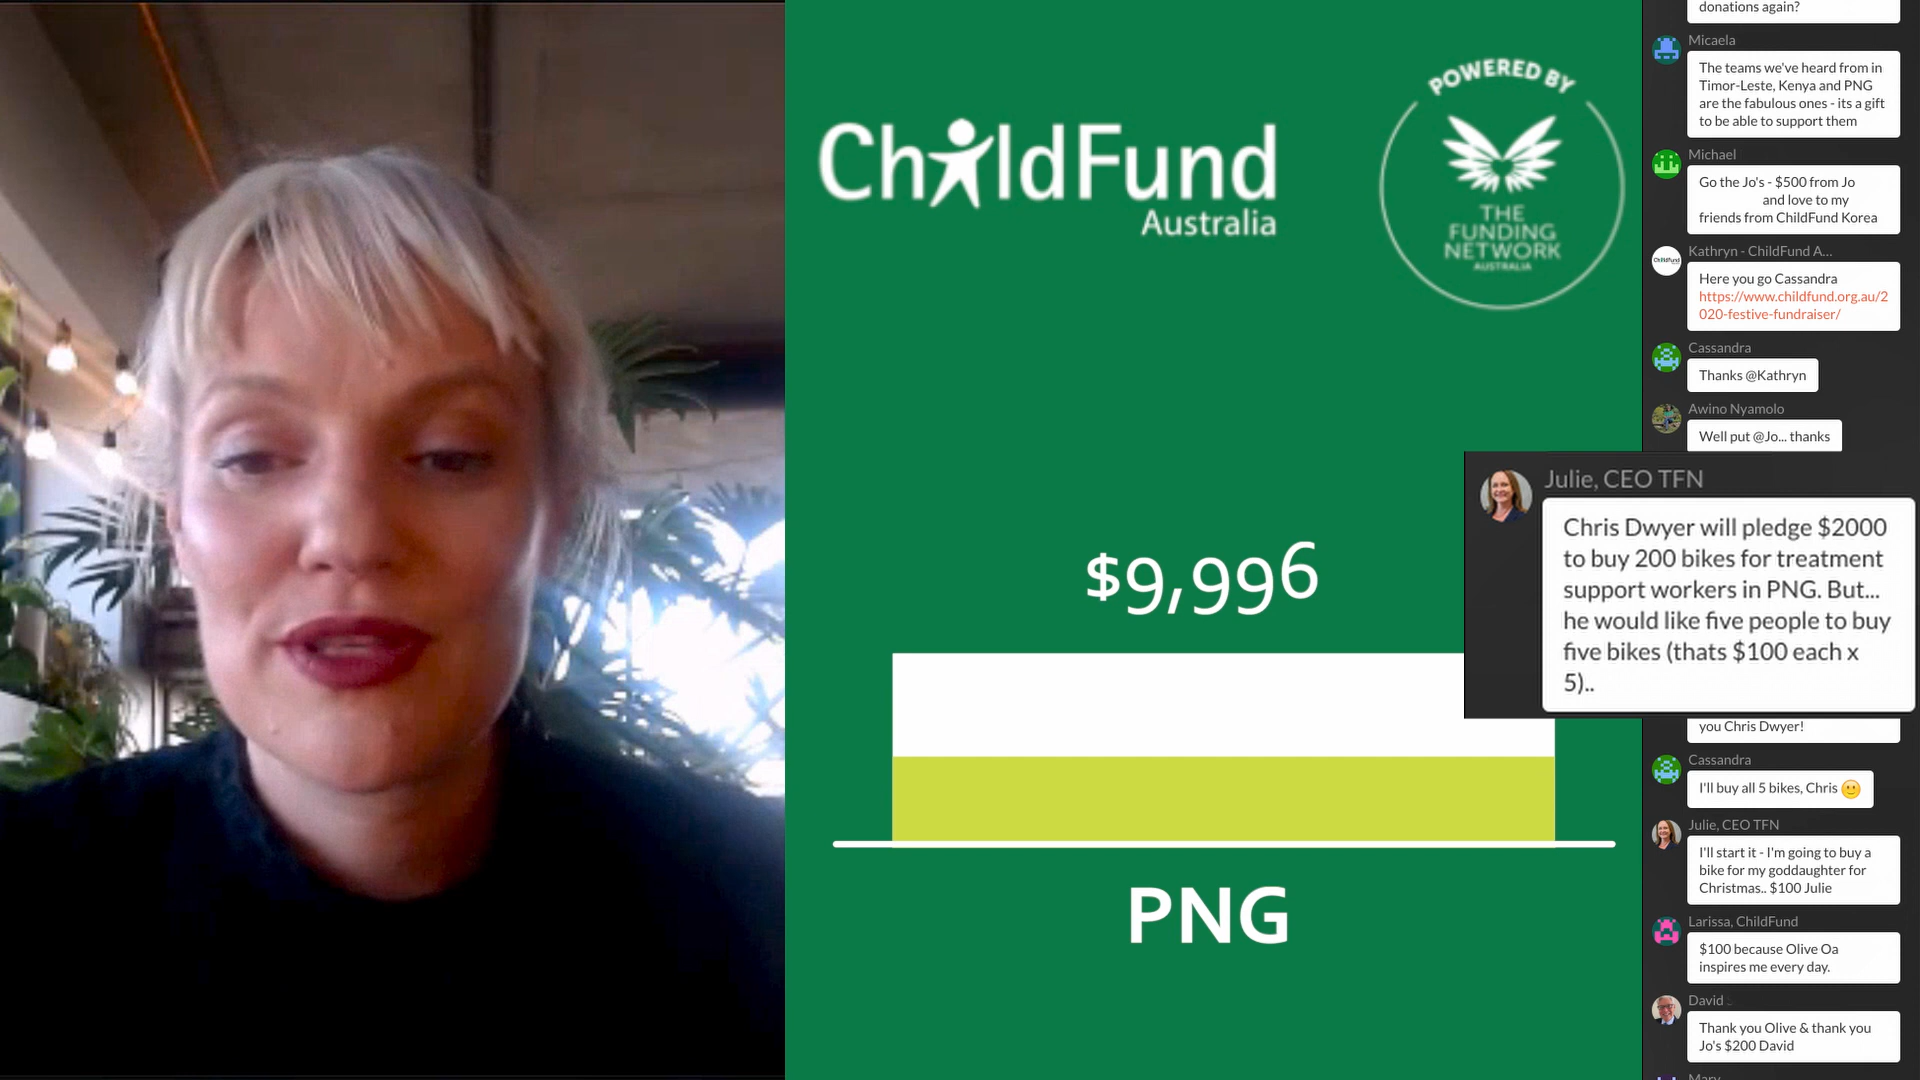 ChildFund
Australia
POWERED BY
THE
FUNDING
NETWORK
AUSTRALIA
$9,996
PNG
donations again?
Micaela
The teams we've heard from in
Timor-Leste, Kenya and PNG
are the fabulous ones - its a gift
to be able to support them
Michael
Go the Jo's - $500 from Jo
and love to my
friends from ChildFund Korea
Kathryn - ChildFund A...
ChildFund
Here you go Cassandra
https://www.childfund.org.au/2
020-festive-fundraiser/
Cassandra
Thanks @Kathryn
Awino Nyamolo
Well put @Jo... thanks
Julie, CEO TFN
Chris Dwyer will pledge $2000
to buy 200 bikes for treatment
support workers in PNG. But...
he would like five people to buy
five bikes (thats $100 each x
5)..
you Chris Dwyer!
Cassandra
I'll buy all 5 bikes, Chris 🙂
Julie, CEO TFN
I'll start it - I'm going to buy a
bike for my goddaughter for
Christmas.. $100 Julie
Larissa, ChildFund
$100 because Olive Oa
inspires me every day.
David
Thank you Olive & thank you
Jo's $200 David
Mary